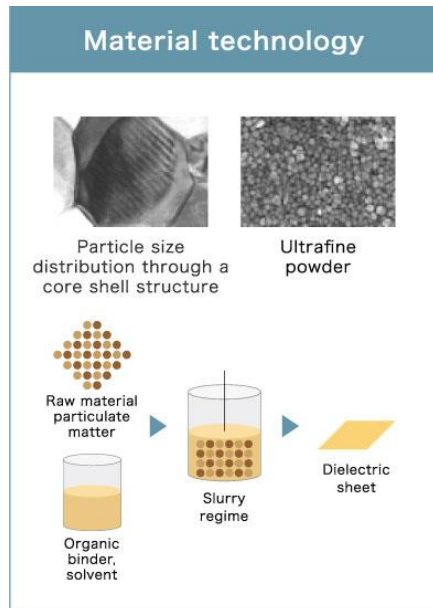 Material technology
Particle size
distribution through a
core shell structure
Ultrafine
powder
Raw material
particulate
matter
Organic
binder,
solvent
Slurry
regime
Dielectric
sheet